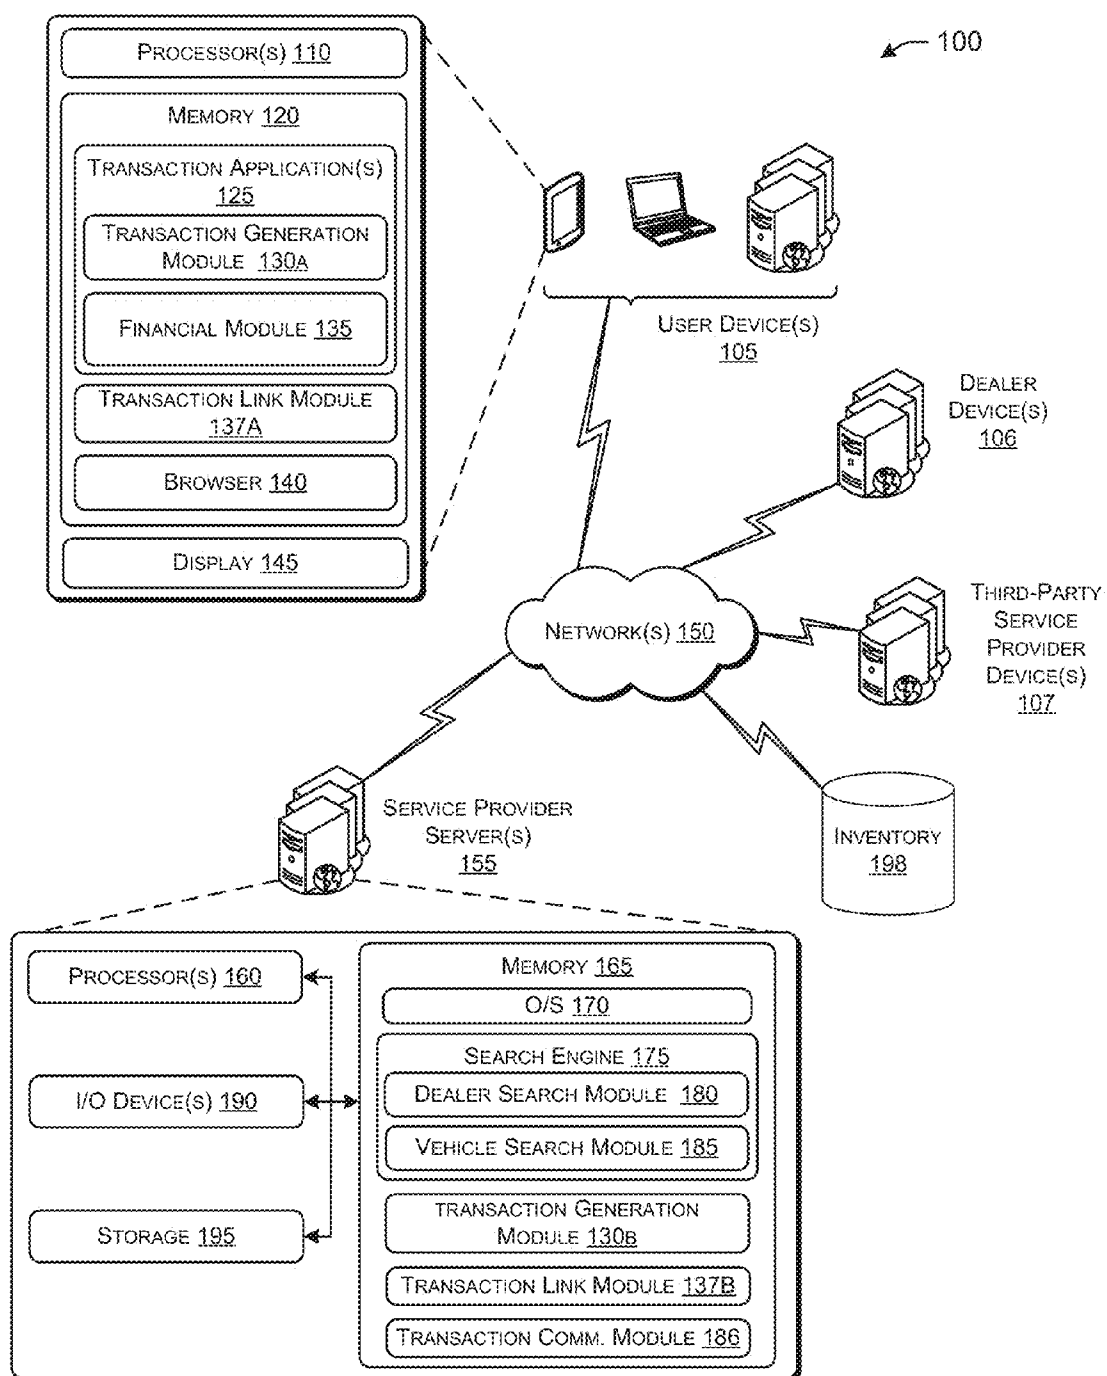 100
PROCESSOR(S) 110
MEMORY 120
TRANSACTION APPLICATION(S)
125
TRANSACTION GENERATION
MODULE 130A
FINANCIAL MODULE 135
TRANSACTION LINK MODULE
137A
BROWSER 140
DISPLAY 145
USER DEVICE(S)
105
DEALER
DEVICE(S)
106
NETWORK(S) 150
THIRD-PARTY
SERVICE
PROVIDER
DEVICE(S)
107
SERVICE PROVIDER
SERVER(S)
155
INVENTORY
198
PROCESSOR(S) 160
I/O DEVICE(S) 190
STORAGE 195
MEMORY 165
O/S 170
SEARCH ENGINE 175
DEALER SEARCH MODULE 180
VEHICLE SEARCH MODULE 185
TRANSACTION GENERATION
MODULE 130B
TRANSACTION LINK MODULE 137B
TRANSACTION COMM. MODULE 186